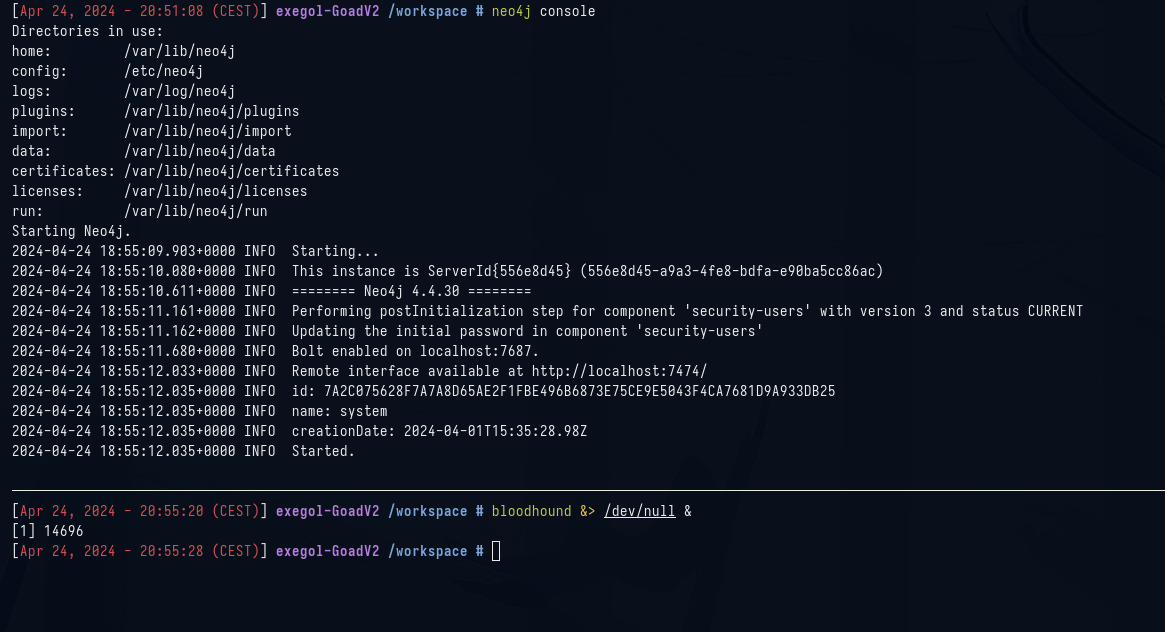 [Apr 24, 2024 - 20:51:08 (CEST)] exegol-GoadV2 /workspace # neo4j console
Directories in use:
home:         /var/lib/neo4j
config:       /etc/neo4j
logs:         /var/log/neo4j
plugins:      /var/lib/neo4j/plugins
import:       /var/lib/neo4j/import
data:         /var/lib/neo4j/data
certificates: /var/lib/neo4j/certificates
licenses:     /var/lib/neo4j/licenses
run:          /var/lib/neo4j/run
Starting Neo4j.
2024-04-24 18:55:09.903+0000 INFO  Starting...
2024-04-24 18:55:10.080+0000 INFO  This instance is ServerId{556e8d45} (556e8d45-a9a3-4fe8-bdfa-e90ba5cc86ac)
2024-04-24 18:55:10.611+0000 INFO  ======== Neo4j 4.4.30 ========
2024-04-24 18:55:11.161+0000 INFO  Performing postInitialization step for component 'security-users' with version 3 and status CURRENT
2024-04-24 18:55:11.162+0000 INFO  Updating the initial password in component 'security-users'
2024-04-24 18:55:11.680+0000 INFO  Bolt enabled on localhost:7687.
2024-04-24 18:55:12.033+0000 INFO  Remote interface available at http://localhost:7474/
2024-04-24 18:55:12.035+0000 INFO  id: 7A2C075628F7A7A8D65AE2F1FBE496B6873E75CE9E5043F4CA7681D9A933DB25
2024-04-24 18:55:12.035+0000 INFO  name: system
2024-04-24 18:55:12.035+0000 INFO  creationDate: 2024-04-01T15:35:28.98Z
2024-04-24 18:55:12.035+0000 INFO  Started.
[Apr 24, 2024 - 20:55:20 (CEST)] exegol-GoadV2 /workspace # bloodhound &> /dev/null &
[1] 14696
[Apr 24, 2024 - 20:55:28 (CEST)] exegol-GoadV2 /workspace #